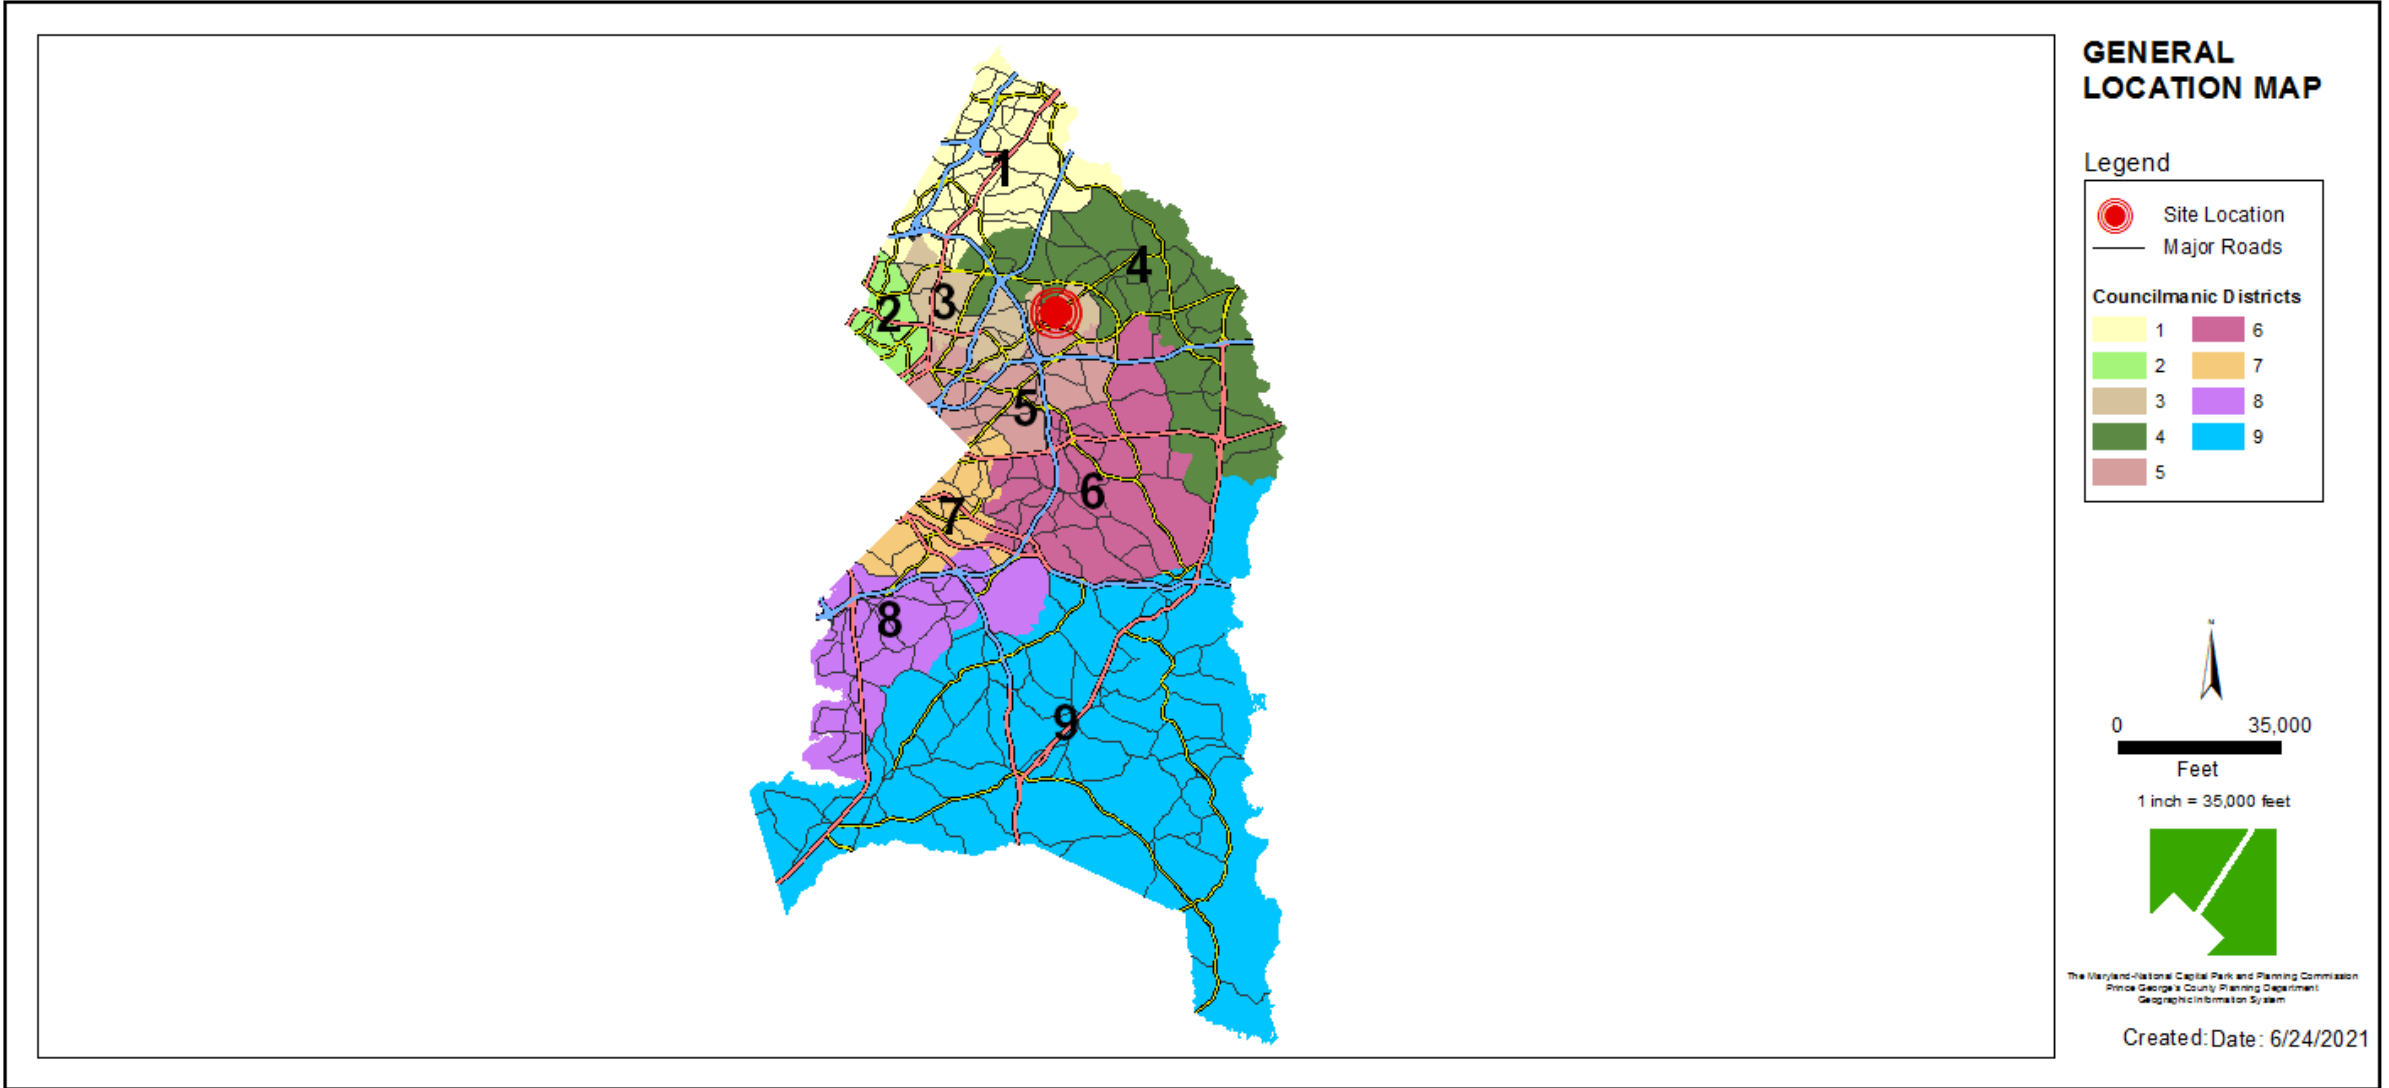 GENERAL
LOCATION MAP
Legend
Site Location
Major Roads
Councilmanic Districts
1 6
2 7
3 8
4 9
5
1
4
3
2
5
6
7
8
9
N
0 35,000
Feet
1 inch = 35,000 feet
The Maryland-National Capital Park and Planning Commission
Prince George's County Planning Department
Geographic Information System
Created: Date: 6/24/2021